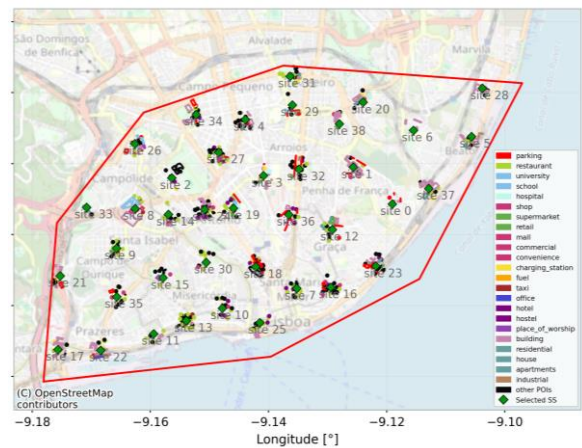 São Domingos
de Benfica
Alvalade
Marvila
site 31
site 28
site 29
site 20
site 34
site 4
site 38
site 6
site 5
site 26
site 27
Arroios
site 2
site 32
site 1
Campolide
site 3
Penha de França
site 37
site 33
site 8
site 14
site 19
site 36
site 0
Santa Isabel
Graça
site 12
site 9
Campo de
Ourique
site 30
site 18
site 23
site 21
site 15
Misericórdia
site 35
site 7
site 16
site 10
Prazeres
site 13
site 25
Lisboa
site 11
site 17
site 22
(C) OpenStreetMap
contributors
parking
restaurant
university
school
hospital
shop
supermarket
retail
mall
commercial
convenience
charging_station
fuel
taxi
office
hotel
hostel
place_of_worship
building
residential
house
apartments
industrial
other POIs
Selected SS
−9.18
−9.16
−9.14
−9.12
−9.10
Longitude [°]